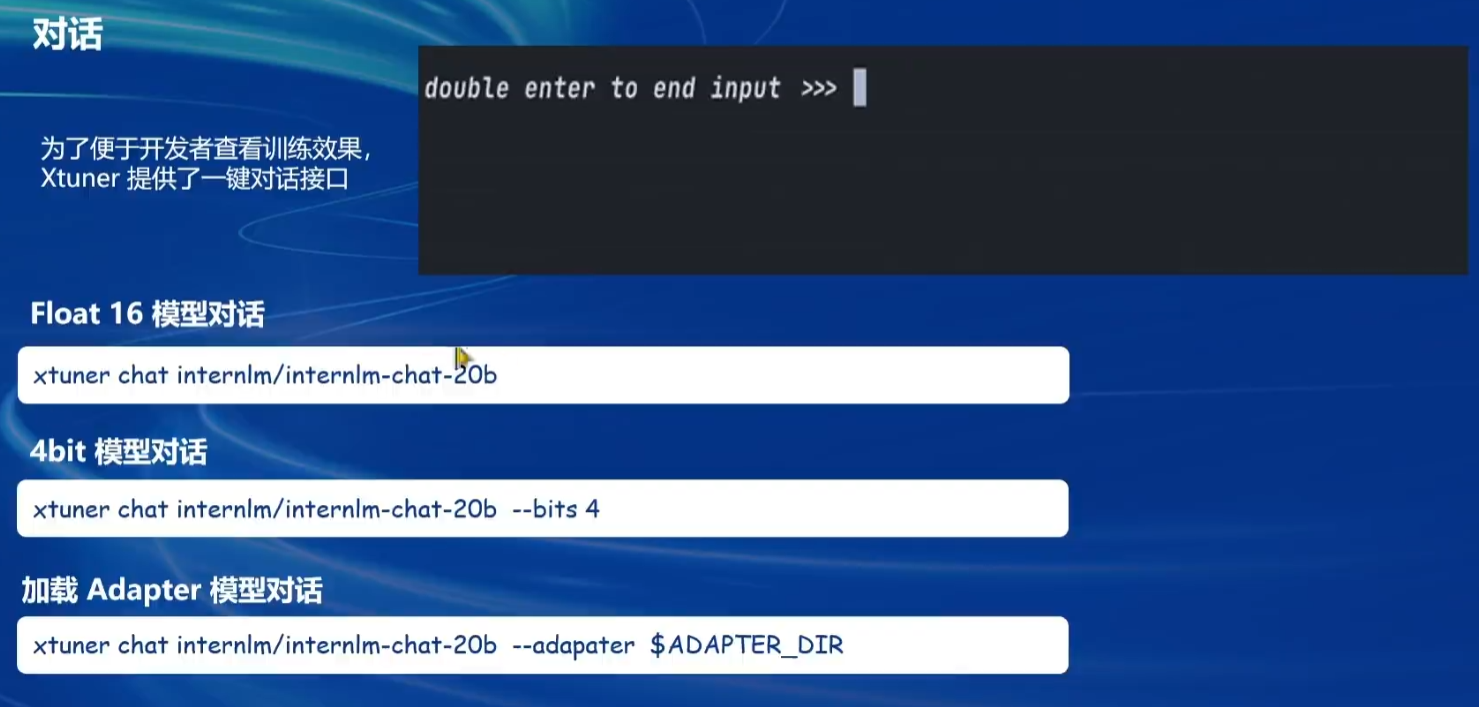 对话
double enter to end input >>>
为了便于开发者查看训练效果，
Xtuner 提供了一键对话接口
Float 16 模型对话
xtuner chat internlm/internlm-chat-20b
4bit 模型对话
xtuner chat internlm/internlm-chat-20b --bits 4
加载 Adapter 模型对话
xtuner chat internlm/internlm-chat-20b --adapater $ADAPTER_DIR